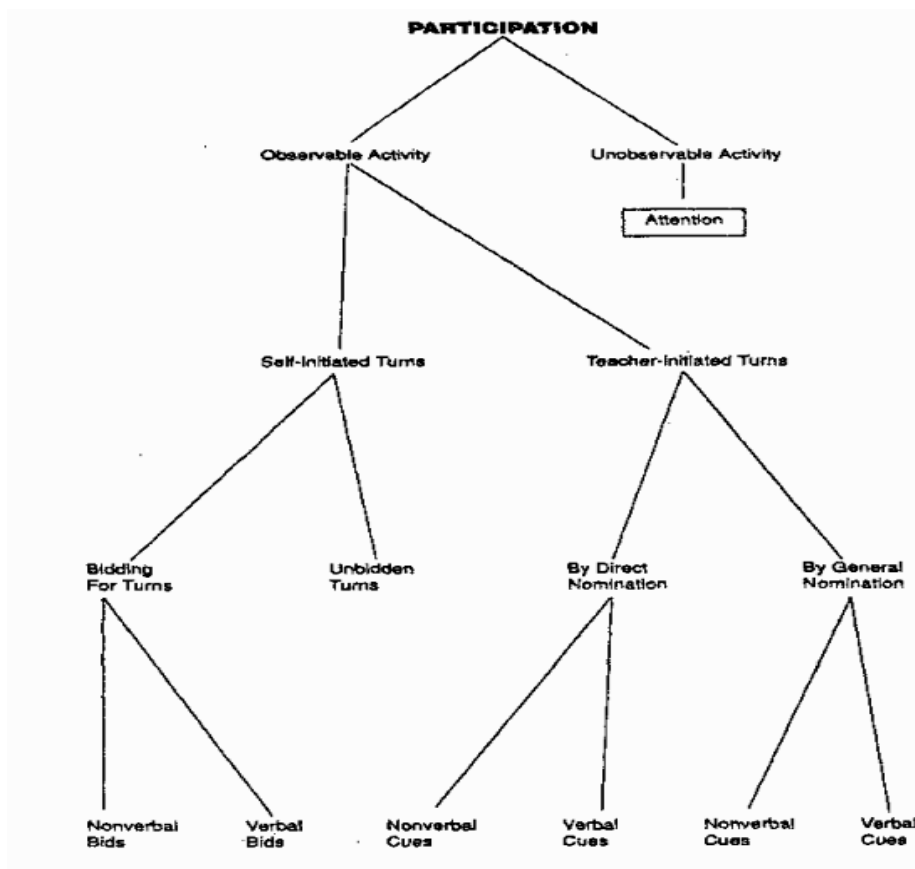 PARTICIPATION
Observable Activity
Unobservable Activity
Attention
Self-Initiated Turns
Teacher-Initiated Turns
Bidding
For Turns
Unbidden
Turns
By Direct
Nomination
By General
Nomination
Nonverbal
Bids
Verbal
Bids
Nonverbal
Cues
Verbal
Cues
Nonverbal
Cues
Verbal
Cues